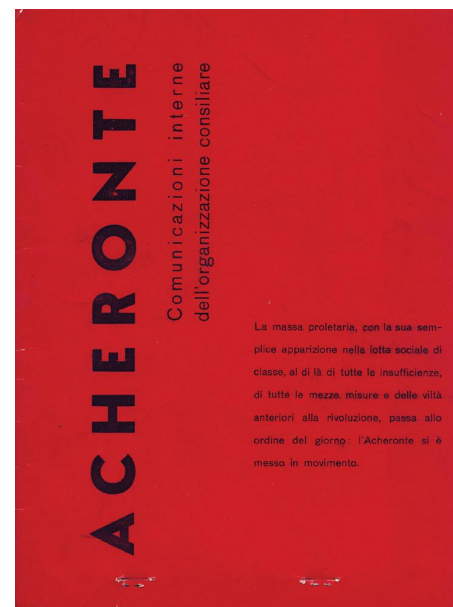 ACHERONTE
Comunicazioni interne
dell'organizzazione consiliare
La massa proletaria, con la sua sem-
plice apparizione nella lotta sociale di
classe, al di là di tutte le insufficienze,
di tutte le mezze misure e delle viltà
anteriori alla rivoluzione, passa allo
ordine del giorno: l'Acheronte si è
messo in movimento.